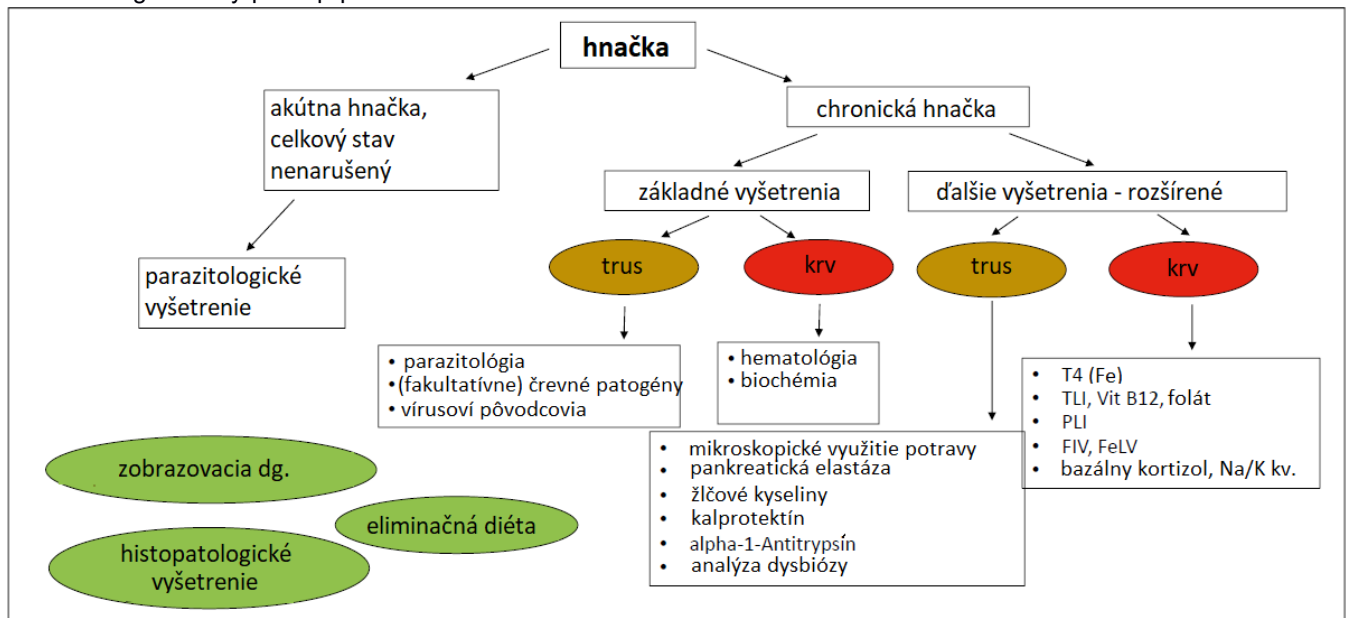 hnačka
akútna hnačka,
celkový stav
nenarušený
chronická hnačka
základné vyšetrenia
ďalšie vyšetrenia - rozšírené
parazitologické
vyšetrenie
trus
krv
trus
krv
• parazitológia
•(fakultatívne) črevné patogény
• vírusoví pôvodcovia
• hematológia
• biochémia
• T4 (Fe)
• TLI, Vit B12, folát
• PLI
• FIV, FeLV
• bazálny kortizol, Na/K kv.
• mikroskopické využitie potravy
• pankreatická elastáza
• žlčové kyseliny
• kalprotektín
• alpha-1-Antitrypsín
• analýza dysbiózy
zobrazovacia dg.
eliminačná diéta
histopatologické
vyšetrenie